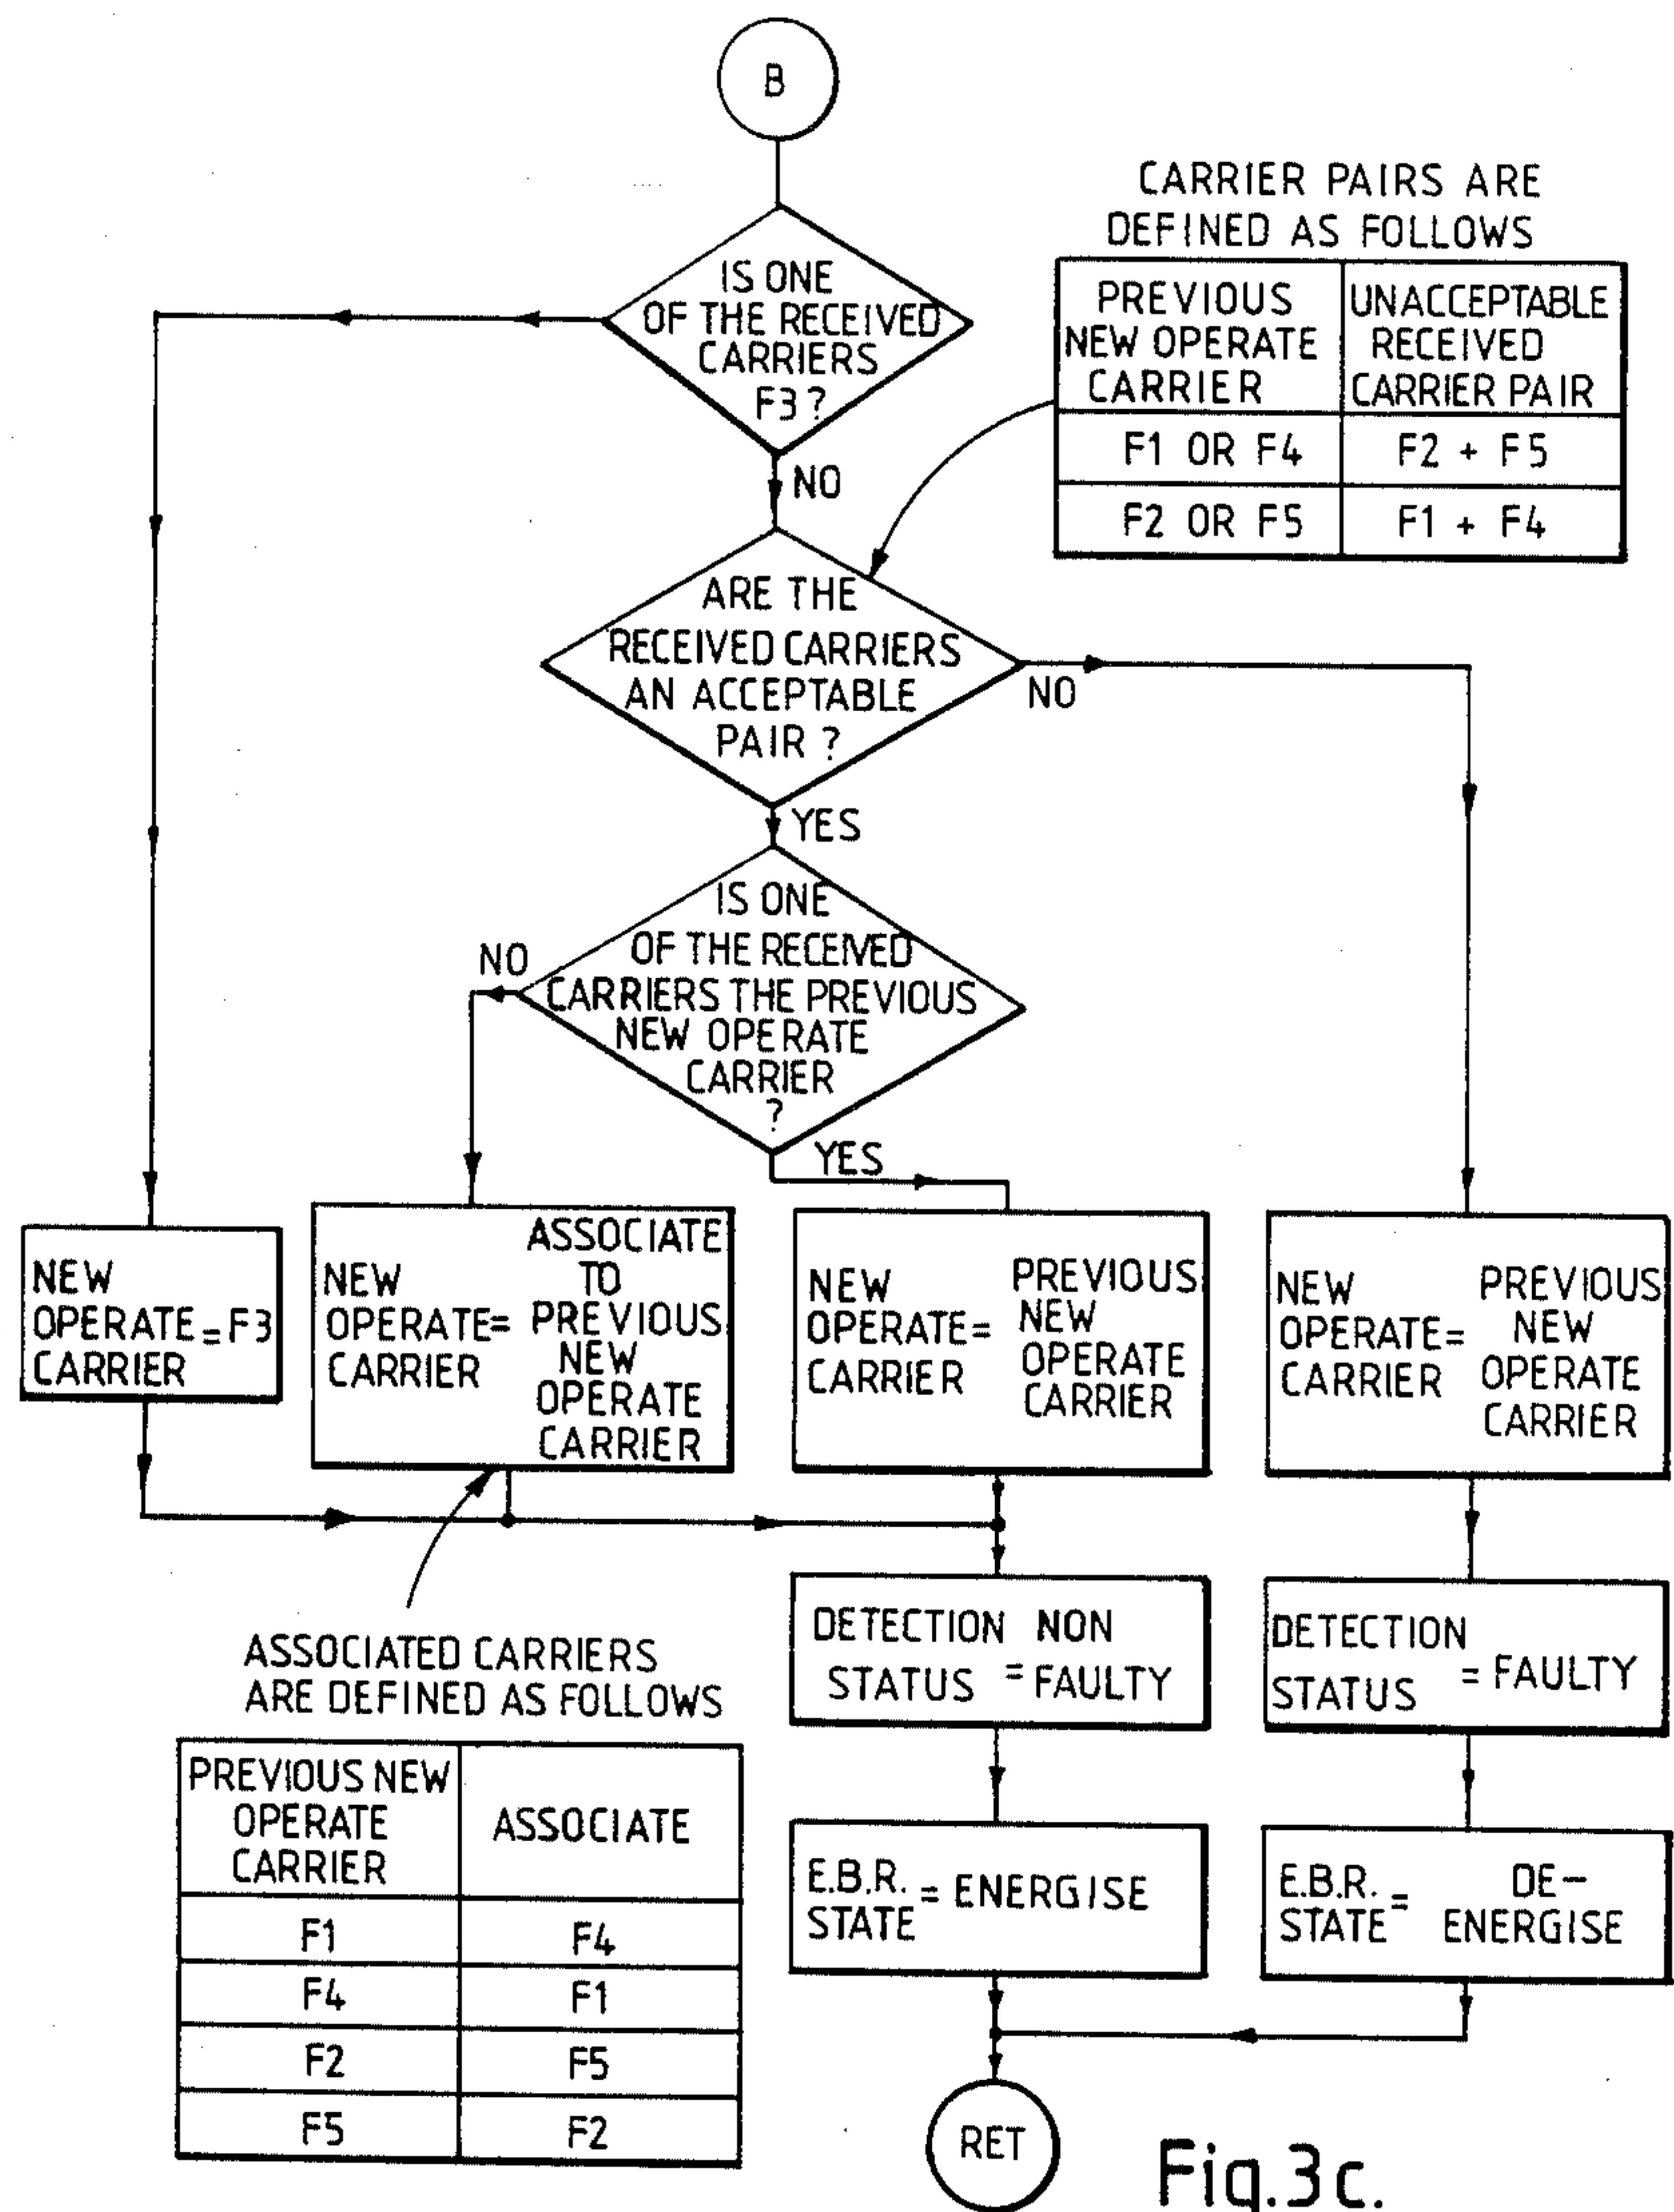 B
IS ONE
OF THE RECEIVED
CARRIERS
F3 ?
NO
CARRIER PAIRS ARE
DEFINED AS FOLLOWS
PREVIOUS
NEW OPERATE
CARRIER
UNACCEPTABLE
RECEIVED
CARRIER PAIR
F1 OR F4
F2 + F5
F2 OR F5
F1 + F4
ARE THE
RECEIVED CARRIERS
AN ACCEPTABLE
PAIR ?
NO
YES
IS ONE
OF THE RECEIVED
CARRIERS THE PREVIOUS
NEW OPERATE
CARRIER
?
NO
YES
NEW
OPERATE = F3
CARRIER
NEW
OPERATE =
CARRIER
ASSOCIATE
TO
PREVIOUS
NEW
OPERATE
CARRIER
NEW
OPERATE =
CARRIER
PREVIOUS
NEW
OPERATE
CARRIER
NEW
OPERATE =
CARRIER
PREVIOUS
NEW
OPERATE
CARRIER
DETECTION
STATUS
= NON
FAULTY
DETECTION
STATUS
= FAULTY
ASSOCIATED CARRIERS
ARE DEFINED AS FOLLOWS
PREVIOUS NEW
OPERATE
CARRIER
ASSOCIATE
F1
F4
F4
F1
F2
F5
F5
F2
E.B.R.
STATE
= ENERGISE
E.B.R.
STATE
= DE-
ENERGISE
RET
Fig.3c.